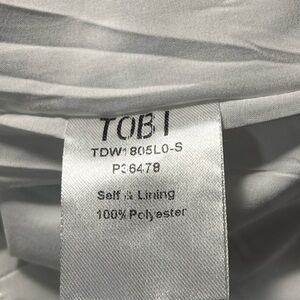 TOBI
TDW1805L0-S
P36478
Self & Lining
100% Polyester